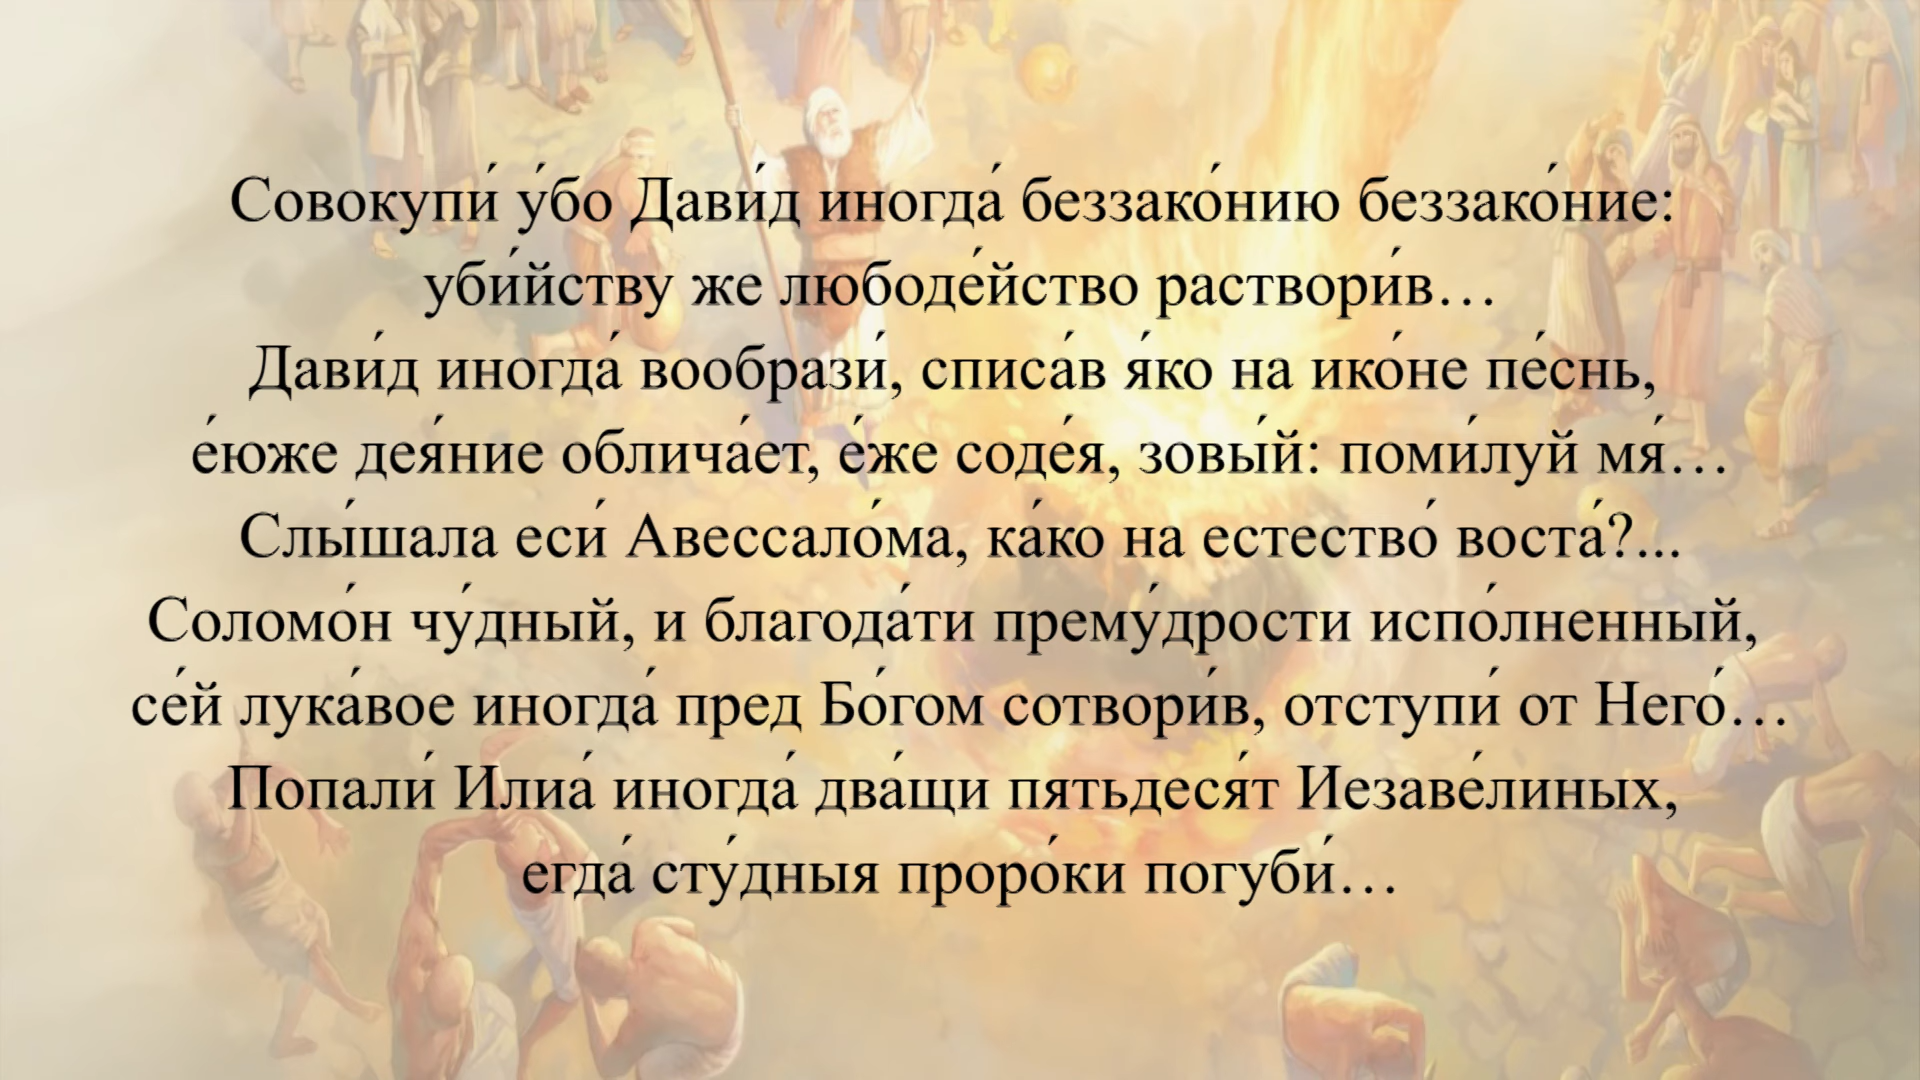 Совокупи́ у́бо Дави́д иногда́ беззако́нию беззако́ние:
уби́йству же любоде́йство раствори́в…
Дави́д иногда́ вообрази́, списа́в я́ко на ико́не пе́снь,
е́юже дея́ние облича́ет, е́же соде́я, зовы́й: поми́луй мя́…
Слы́шала еси́ Авессало́ма, ка́ко на естество́ воста́?...
Соломо́н чу́дный, и благода́ти прему́дрости испо́лненный,
се́й лука́вое иногда́ пред Бо́гом сотвори́в, отступи́ от Него́…
Попали́ Илиа́ иногда́ два́щи пятьдеся́т Иезаве́линых,
егда́ сту́дныя проро́ки погуби́…